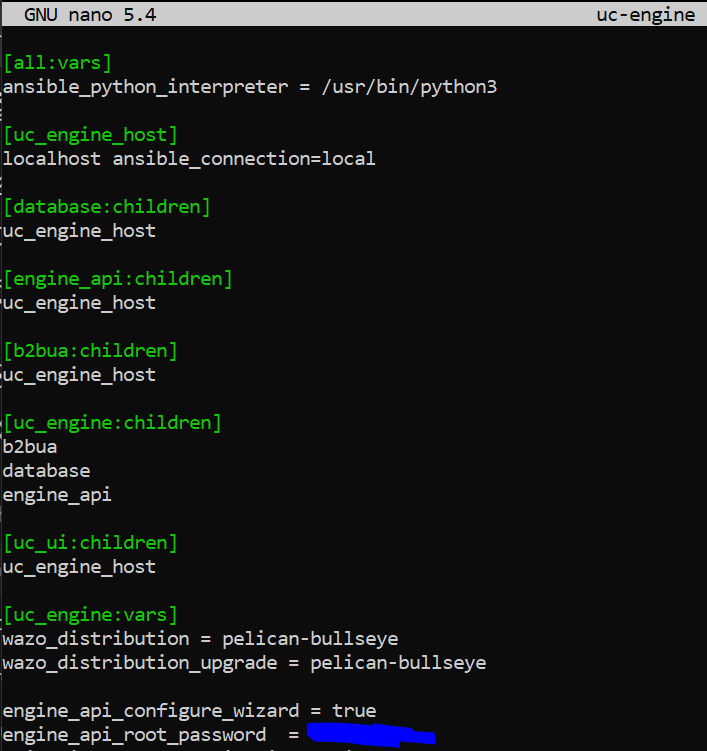 GNU nano 5.4 uc-engine
[all:vars]
ansible_python_interpreter = /usr/bin/python3
[uc_engine_host]
localhost ansible_connection=local
[database:children]
uc_engine_host
[engine_api:children]
uc_engine_host
[b2bua:children]
uc_engine_host
[uc_engine:children]
b2bua
database
engine_api
[uc_ui:children]
uc_engine_host
[uc_engine:vars]
wazo_distribution = pelican-bullseye
wazo_distribution_upgrade = pelican-bullseye
engine_api_configure_wizard = true
engine_api_root_password  =